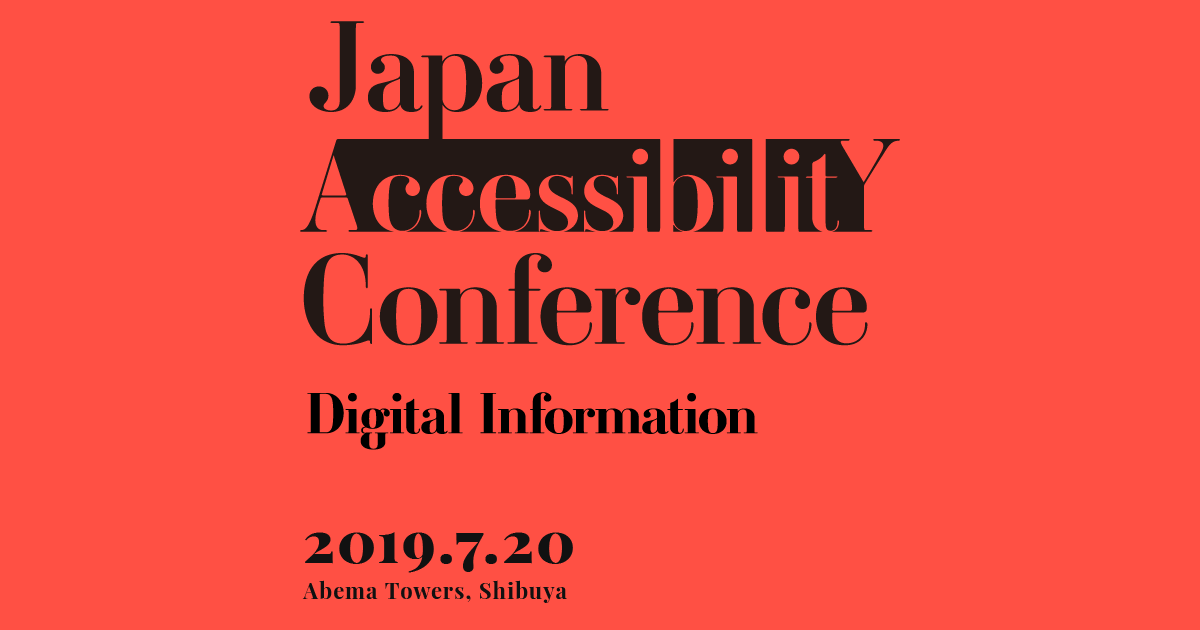 Japan
AccessibilitY
Conference
Digital Information
2019.7.20
Abema Towers, Shibuya